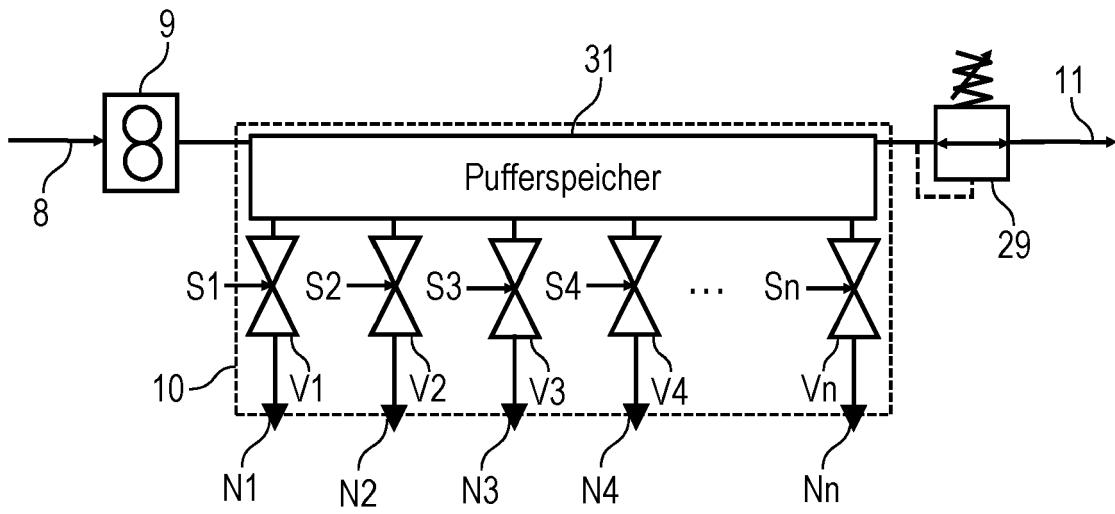 9
31
11
Pufferspeicher
8
29
S1 S2 S3 S4 ... Sn
10 V1 V2 V3 V4 Vn
N1 N2 N3 N4 Nn